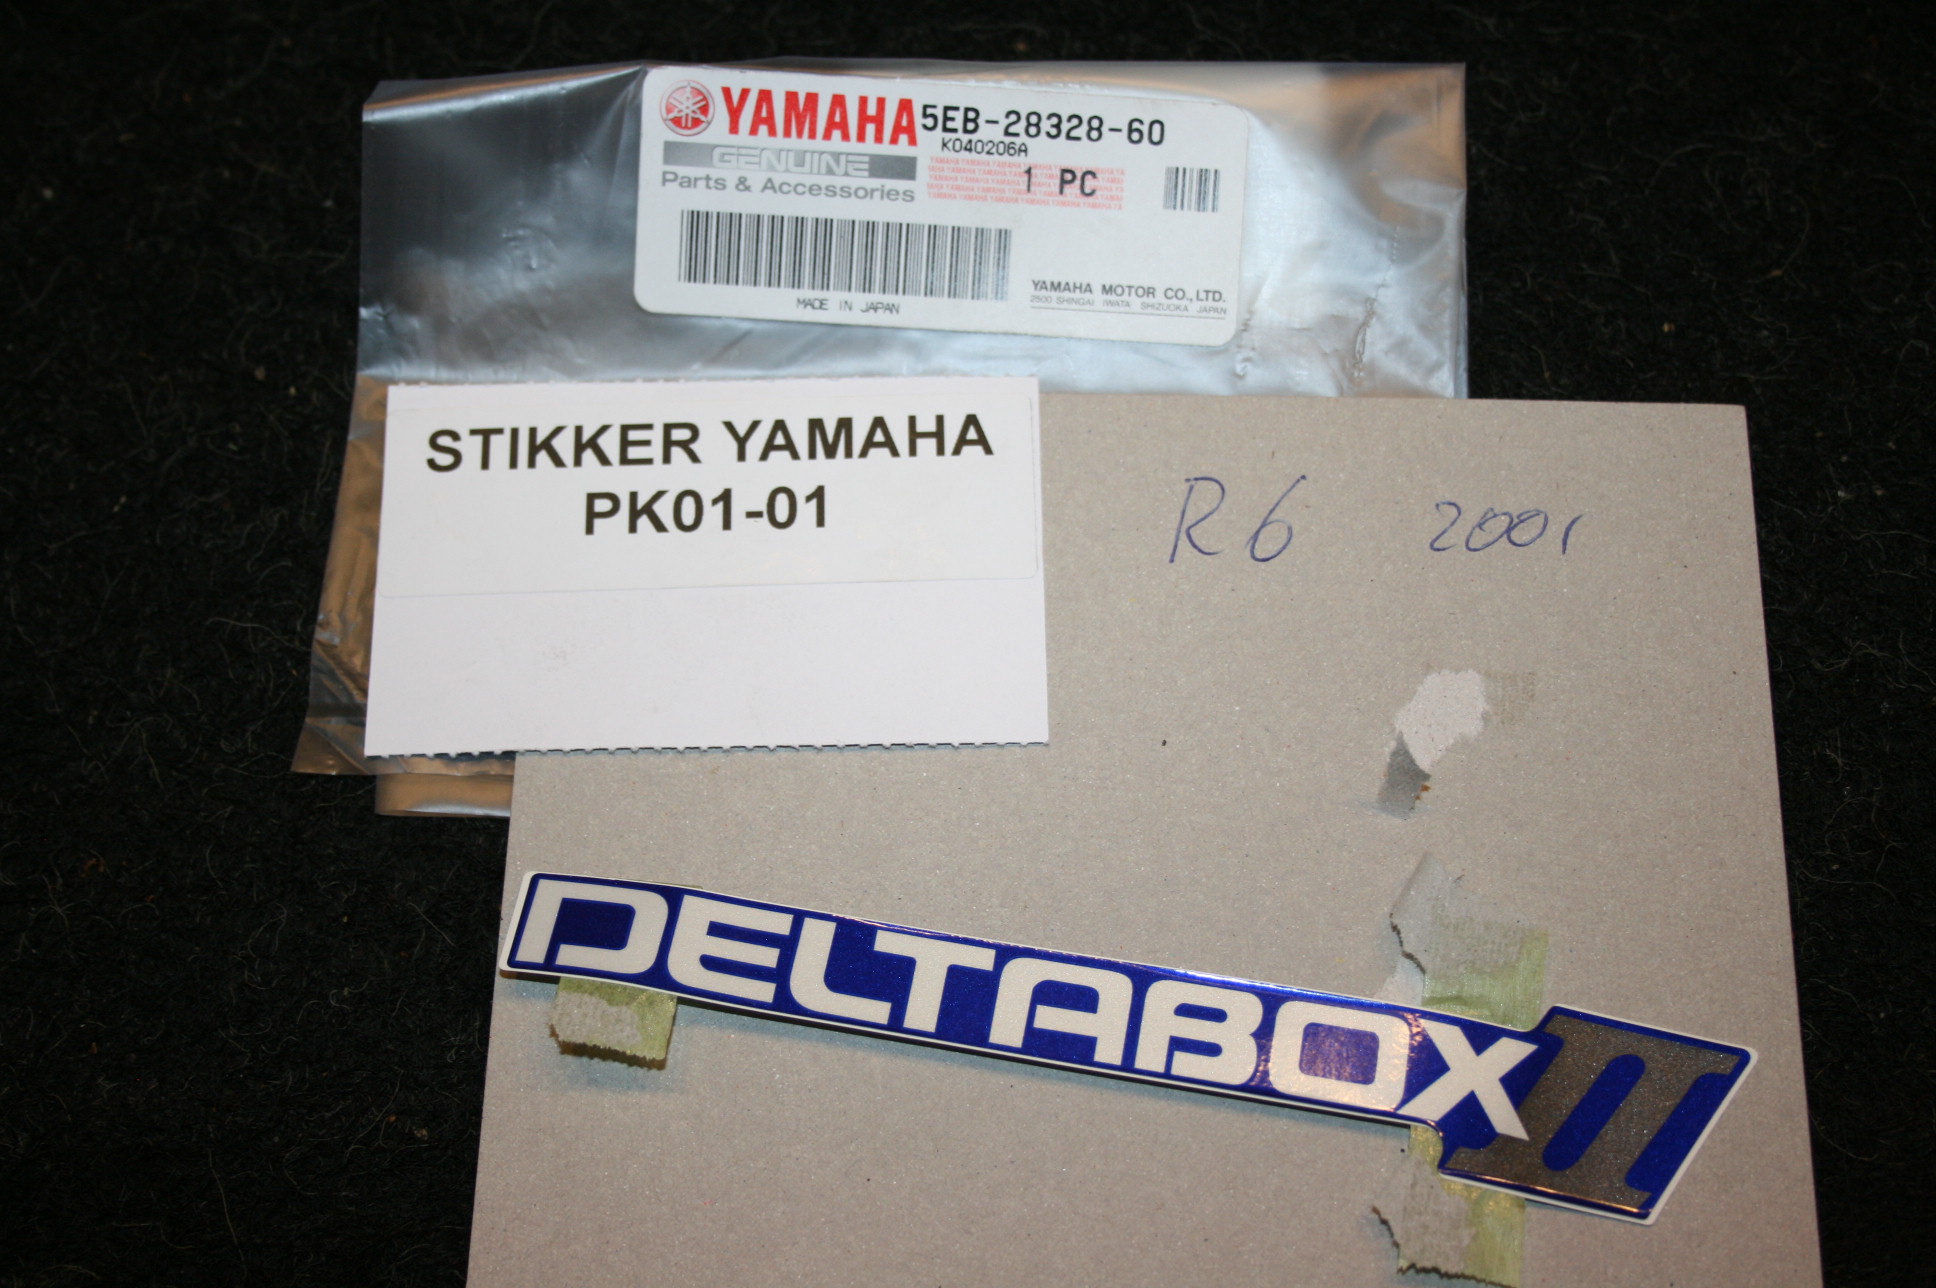 YAMAHA 5EB-28328-60
K040206A
GENUINE
Parts & Accessories
1 PC
MADE IN JAPAN
YAMAHA MOTOR CO., LTD.
2500 SHINGAI IWATA SHIZUOKA JAPAN
STIKKER YAMAHA
PK01-01
R6 2001
DELTABOX II